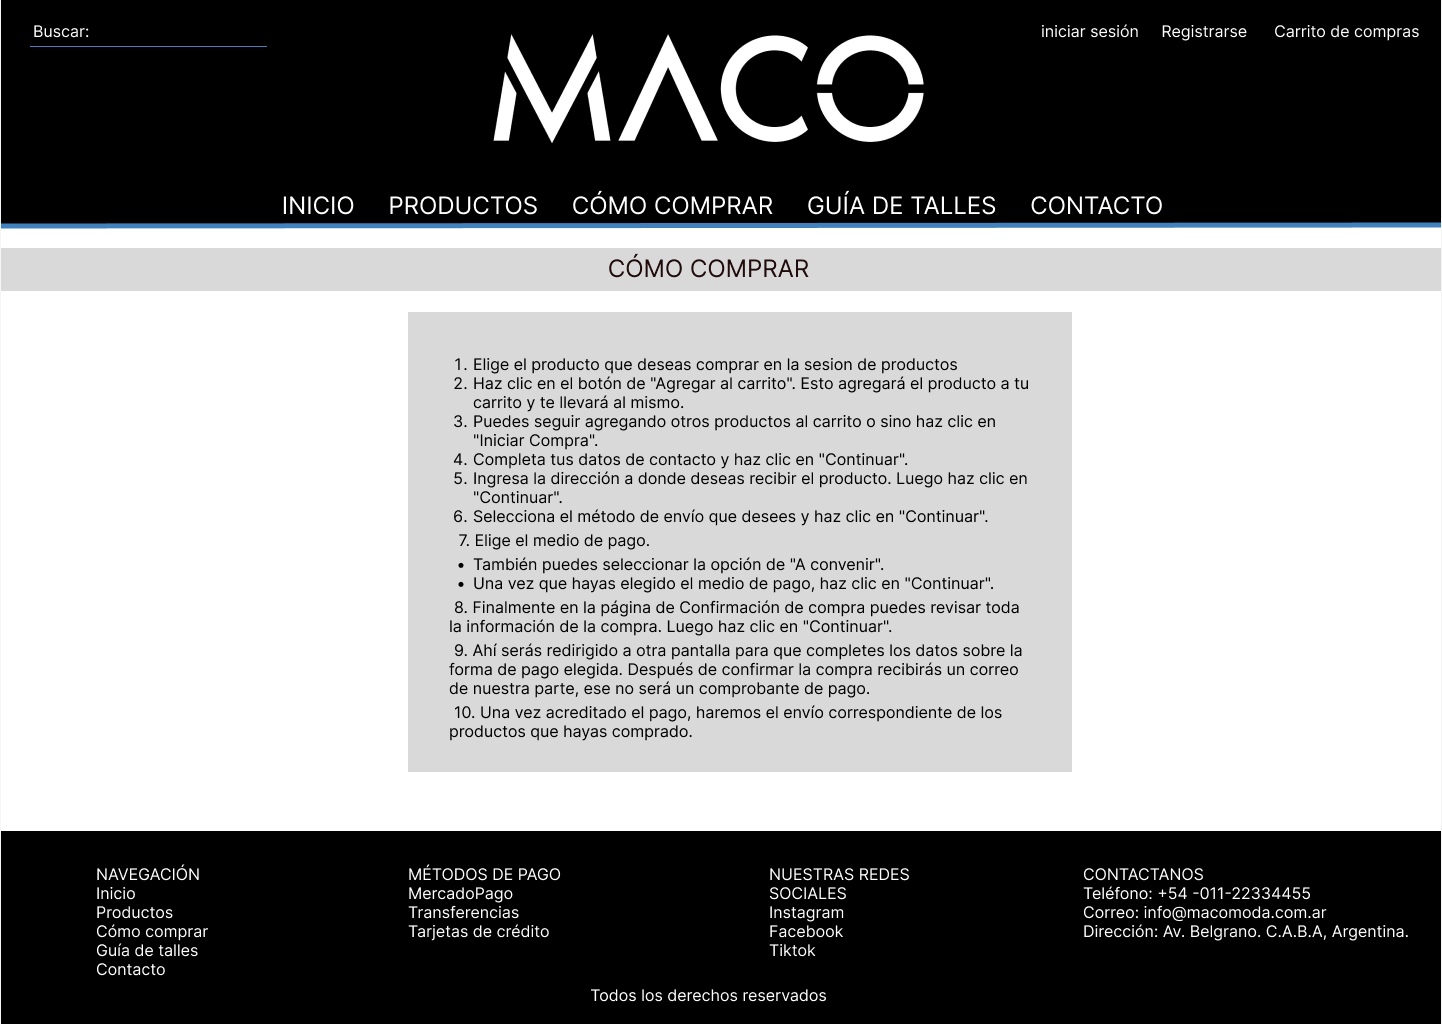 Buscar:
MACO
iniciar sesión Registrarse Carrito de compras
INICIO PRODUCTOS CÓMO COMPRAR GUÍA DE TALLES CONTACTO
CÓMO COMPRAR
1. Elige el producto que deseas comprar en la sesion de productos
2. Haz clic en el botón de "Agregar al carrito". Esto agregará el producto a tu
carrito y te llevará al mismo.
3. Puedes seguir agregando otros productos al carrito o sino haz clic en
"Iniciar Compra".
4. Completa tus datos de contacto y haz clic en "Continuar".
5. Ingresa la dirección a donde deseas recibir el producto. Luego haz clic en
"Continuar".
6. Selecciona el método de envío que desees y haz clic en "Continuar".
7. Elige el medio de pago.
• También puedes seleccionar la opción de "A convenir".
• Una vez que hayas elegido el medio de pago, haz clic en "Continuar".
8. Finalmente en la página de Confirmación de compra puedes revisar toda
la información de la compra. Luego haz clic en "Continuar".
9. Ahí serás redirigido a otra pantalla para que completes los datos sobre la
forma de pago elegida. Después de confirmar la compra recibirás un correo
de nuestra parte, ese no será un comprobante de pago.
10. Una vez acreditado el pago, haremos el envío correspondiente de los
productos que hayas comprado.
NAVEGACIÓN
Inicio
Productos
Cómo comprar
Guía de talles
Contacto
MÉTODOS DE PAGO
MercadoPago
Transferencias
Tarjetas de crédito
NUESTRAS REDES
SOCIALES
Instagram
Facebook
Tiktok
CONTACTANOS
Teléfono: +54 -011-22334455
Correo: info@macomoda.com.ar
Dirección: Av. Belgrano. C.A.B.A, Argentina.
Todos los derechos reservados